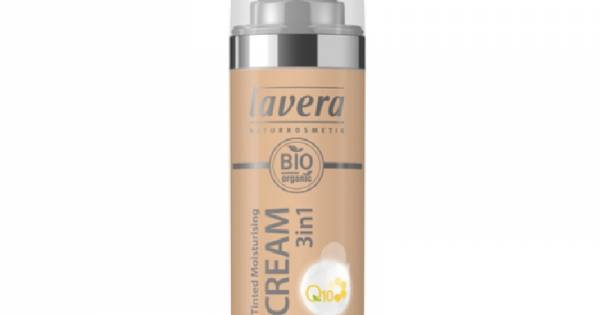 lavera
NATURKOSMETIK
BIO
organic
Tinted Moisturising
CREAM
3in1
Q10